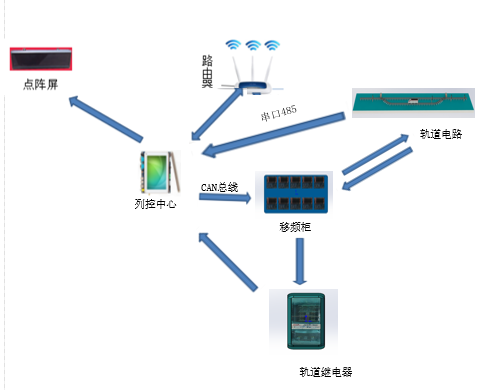 路由器
点阵屏
串口485
轨道电路
CAN总线
列控中心
移频柜
轨道继电器